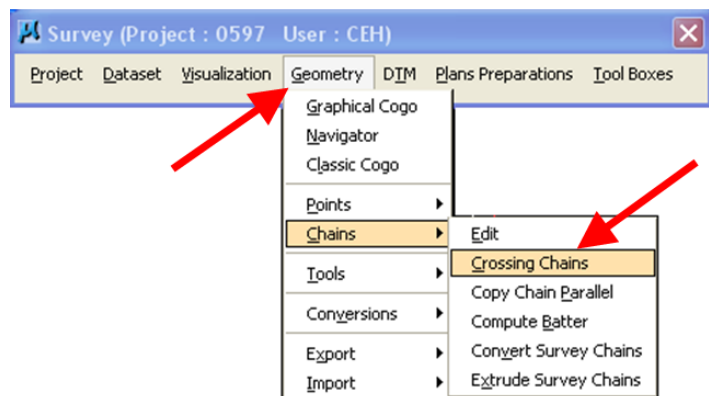 Survey (Project : 0597 User : CEH)
Project Dataset Visualization Geometry DTM Plans Preparations Tool Boxes
Graphical Cogo
Navigator
Classic Cogo
Points
Chains
Tools
Conversions
Export
Import
Edit
Crossing Chains
Copy Chain Parallel
Compute Batter
Convert Survey Chains
Extrude Survey Chains